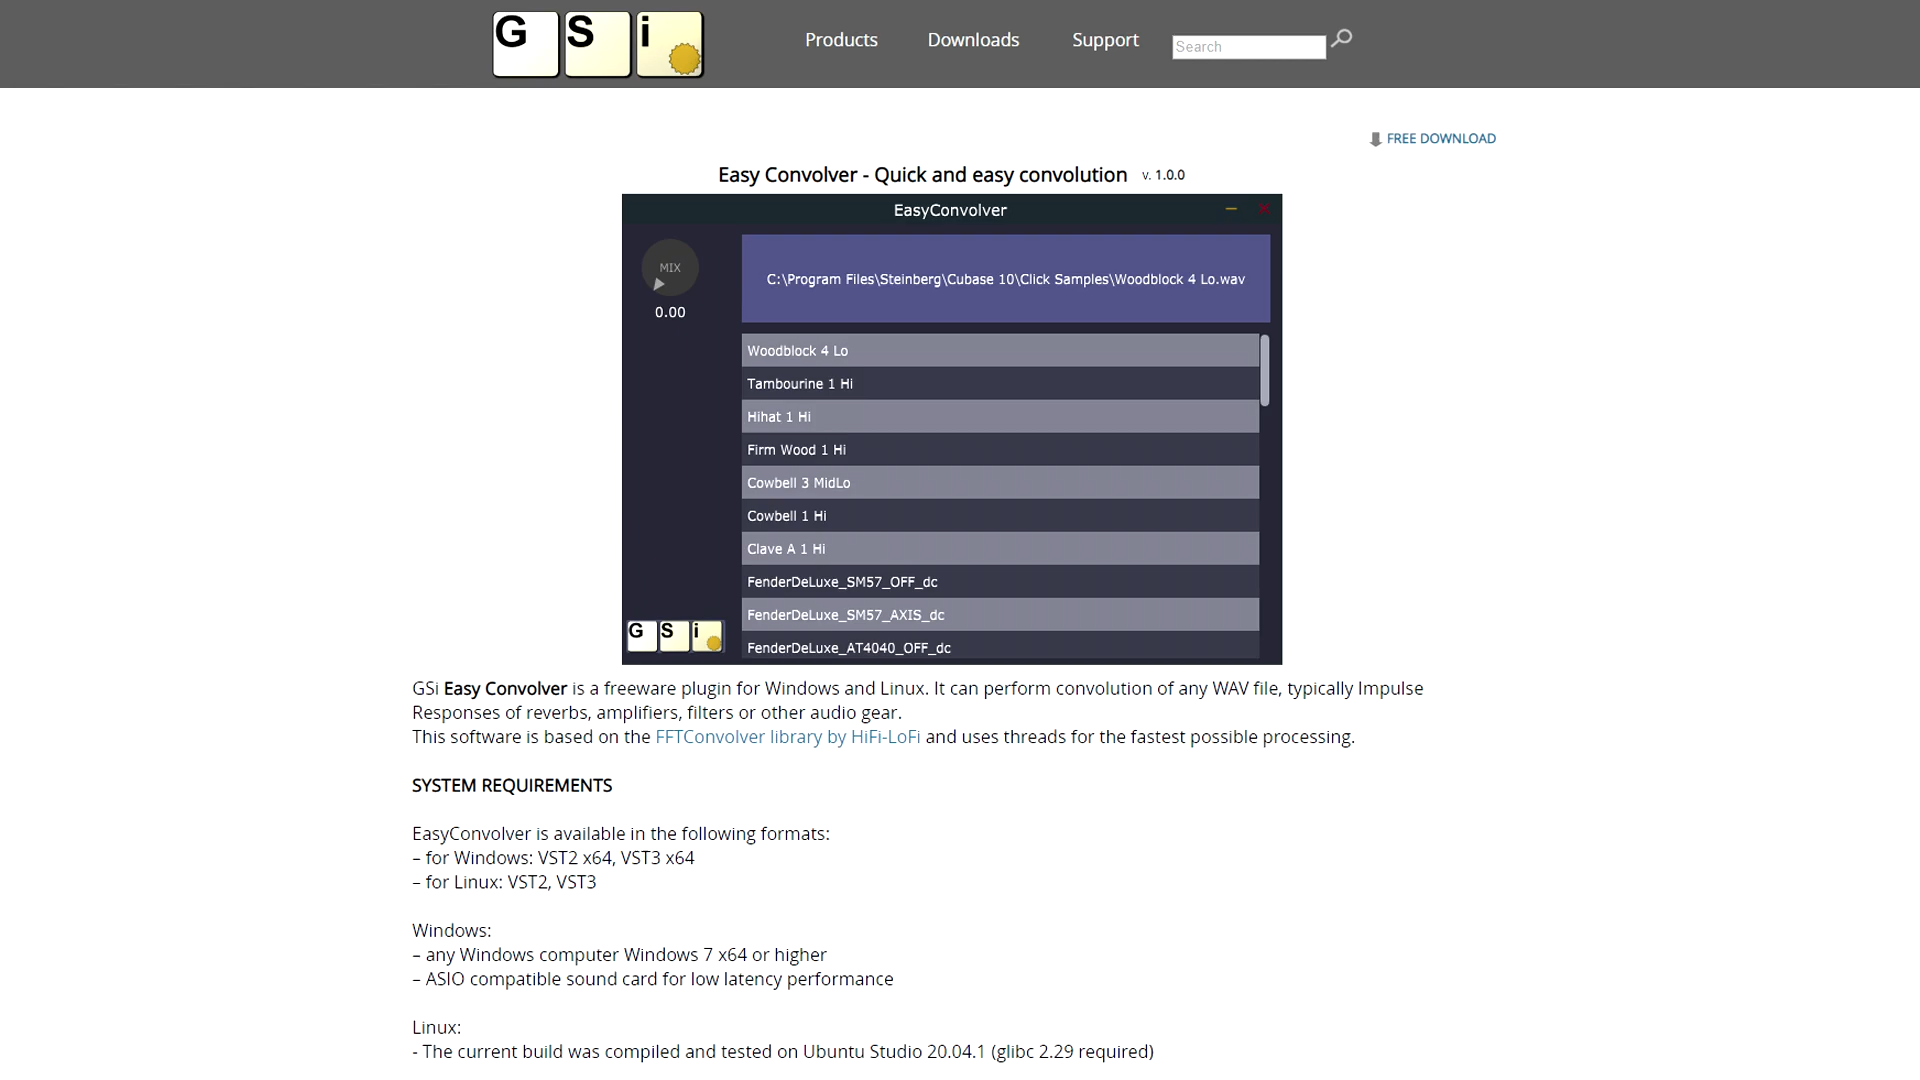 G S i
Products
Downloads
Support
Search
FREE DOWNLOAD
Easy Convolver - Quick and easy convolution v. 1.0.0
EasyConvolver
MIX
0.00
C:\Program Files\Steinberg\Cubase 10\Click Samples\Woodblock 4 Lo.wav
Woodblock 4 Lo
Tambourine 1 Hi
Hihat 1 Hi
Firm Wood 1 Hi
Cowbell 3 MidLo
Cowbell 1 Hi
Clave A 1 Hi
FenderDeLuxe_SM57_OFF_dc
FenderDeLuxe_SM57_AXIS_dc
FenderDeLuxe_AT4040_OFF_dc
G S i
GSi Easy Convolver is a freeware plugin for Windows and Linux. It can perform convolution of any WAV file, typically Impulse
Responses of reverbs, amplifiers, filters or other audio gear.
This software is based on the FFTConvolver library by HiFi-LoFi and uses threads for the fastest possible processing.
SYSTEM REQUIREMENTS
EasyConvolver is available in the following formats:
– for Windows: VST2 x64, VST3 x64
– for Linux: VST2, VST3
Windows:
– any Windows computer Windows 7 x64 or higher
– ASIO compatible sound card for low latency performance
Linux:
- The current build was compiled and tested on Ubuntu Studio 20.04.1 (glibc 2.29 required)